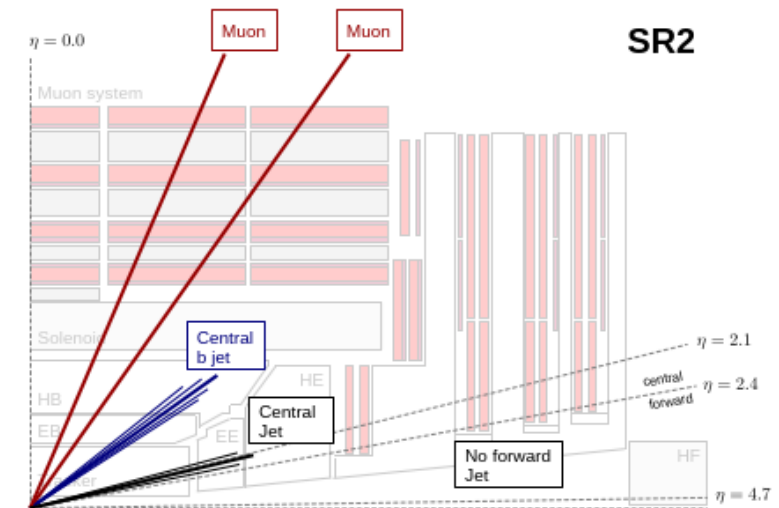 η = 0.0
Muon
Muon
SR2
Muon system
Solenoid
Central
b jet
η = 2.1
HE
central
η = 2.4
forward
HB
Central
Jet
EB
EE
No forward
Jet
HF
η = 4.7